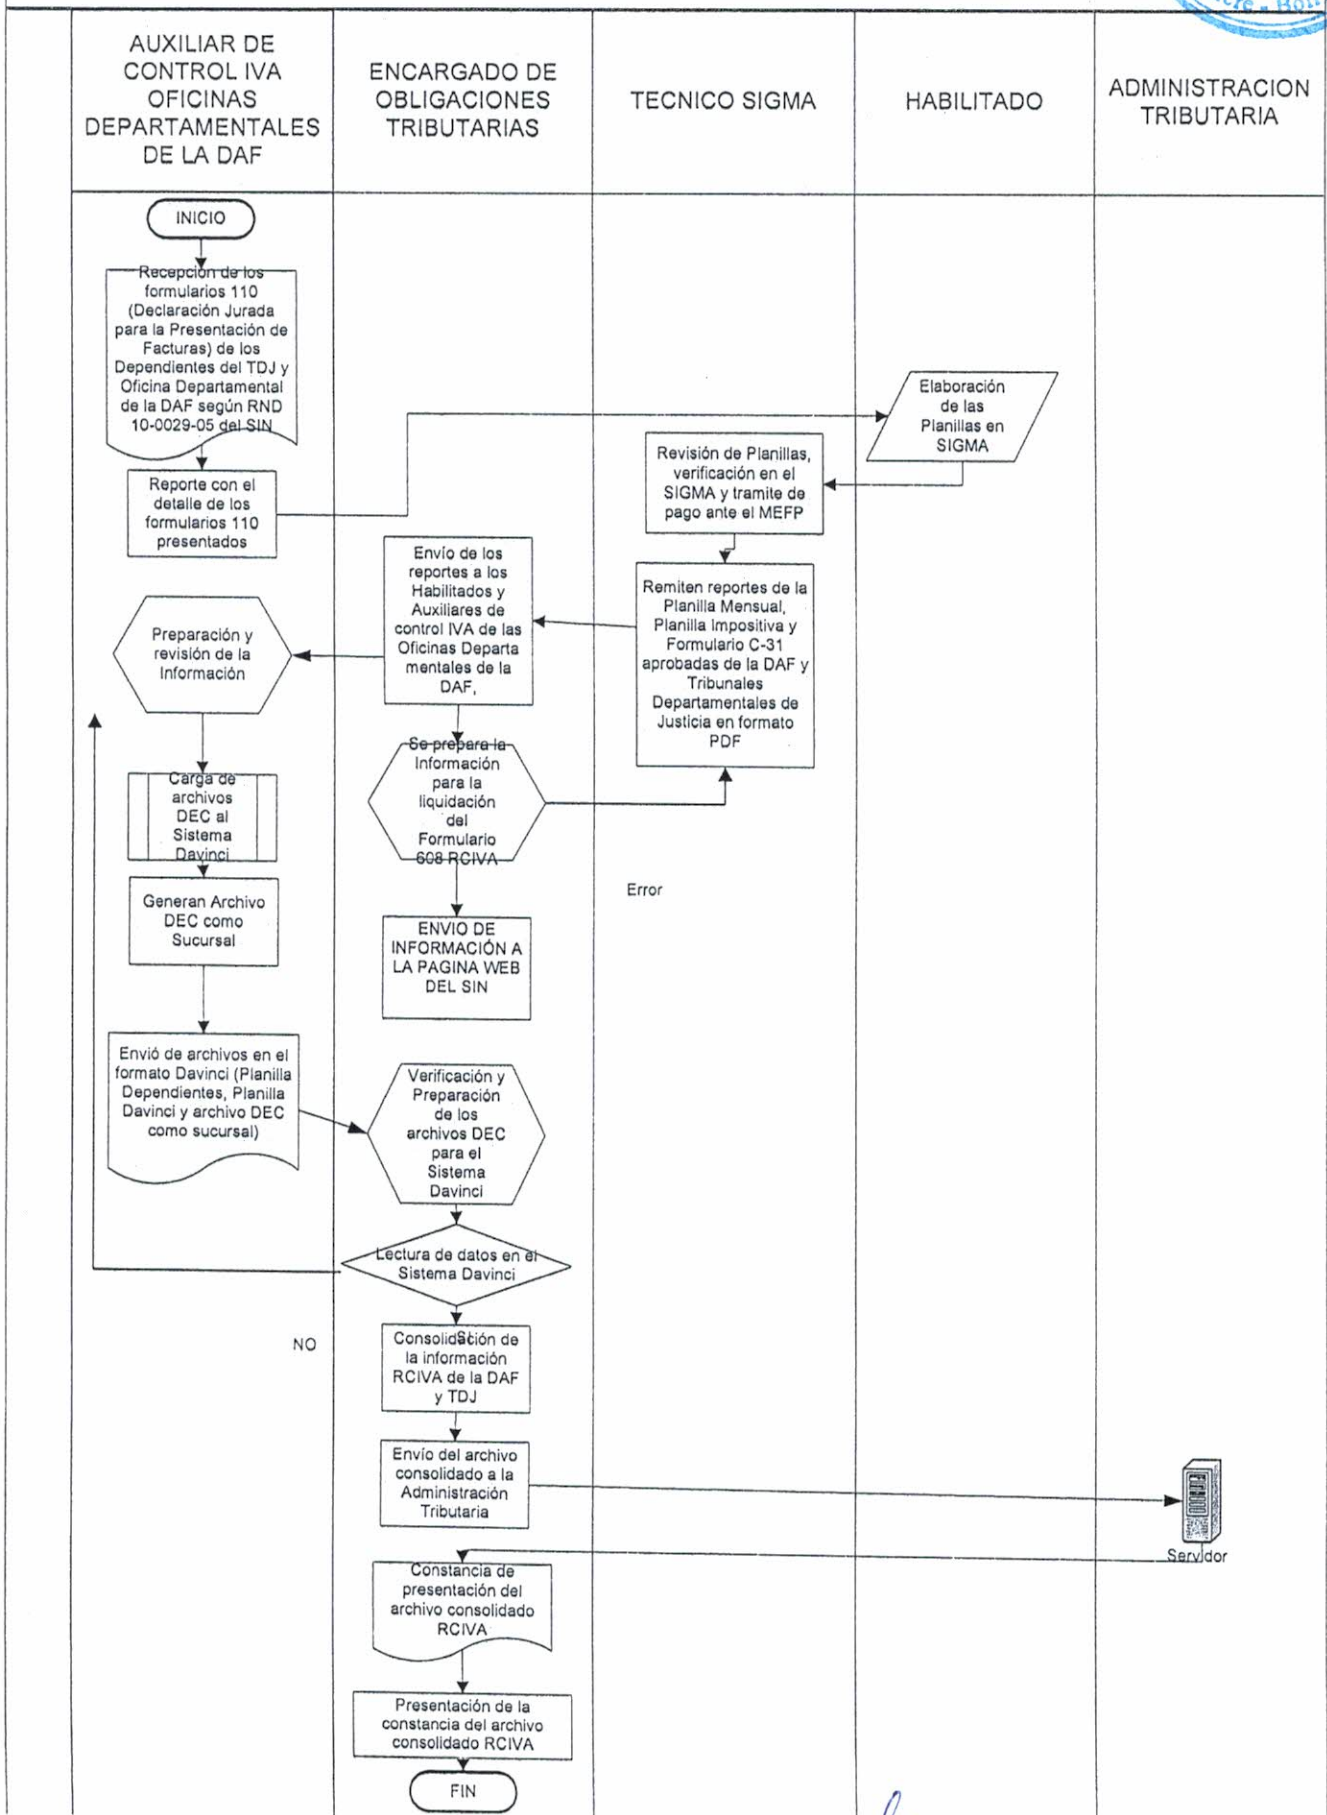 AUXILIAR DE
CONTROL IVA
OFICINAS
DEPARTAMENTALES
DE LA DAF
ENCARGADO DE
OBLIGACIONES
TRIBUTARIAS
TECNICO SIGMA
HABILITADO
ADMINISTRACION
TRIBUTARIA
INICIO
Recepción de los
formularios 110
(Declaración Jurada
para la Presentación de
Facturas) de los
Dependientes del TDJ y
Oficina Departamental
de la DAF según RND
10-0029-05 del SIN
Reporte con el
detalle de los
formularios 110
presentados
Elaboración
de las
Planillas en
SIGMA
Revisión de Planillas,
verificación en el
SIGMA y tramite de
pago ante el MEFP
Remiten reportes de la
Planilla Mensual,
Planilla Impositiva y
Formulario C-31
aprobadas de la DAF y
Tribunales
Departamentales de
Justicia en formato
PDF
Envío de los
reportes a los
Habilitados y
Auxiliares de
control IVA de las
Oficinas Departa
mentales de la
DAF,
Preparación y
revisión de la
Información
Se prepara la
Información
para la
liquidación
del
Formulario
608 RCIVA
Carga de
archivos
DEC al
Sistema
Davinci
Error
Generan Archivo
DEC como
Sucursal
ENVIO DE
INFORMACIÓN A
LA PAGINA WEB
DEL SIN
Envió de archivos en el
formato Davinci (Planilla
Dependientes, Planilla
Davinci y archivo DEC
como sucursal)
Verificación y
Preparación
de los
archivos DEC
para el
Sistema
Davinci
Lectura de datos en el
Sistema Davinci
NO
Consolidación de
la información
RCIVA de la DAF
y TDJ
Envío del archivo
consolidado a la
Administración
Tributaria
Servidor
Constancia de
presentación del
archivo consolidado
RCIVA
Presentación de la
constancia del archivo
consolidado RCIVA
FIN